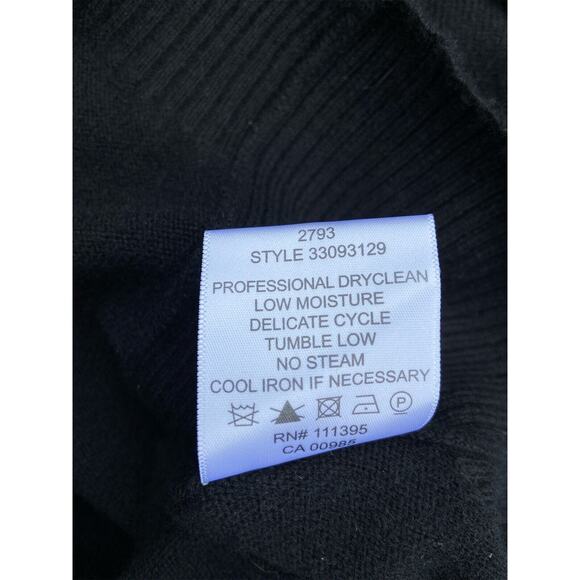 2793
STYLE 33093129
PROFESSIONAL DRYCLEAN
LOW MOISTURE
DELICATE CYCLE
TUMBLE LOW
NO STEAM
COOL IRON IF NECESSARY
P
RN# 111395
CA 00985